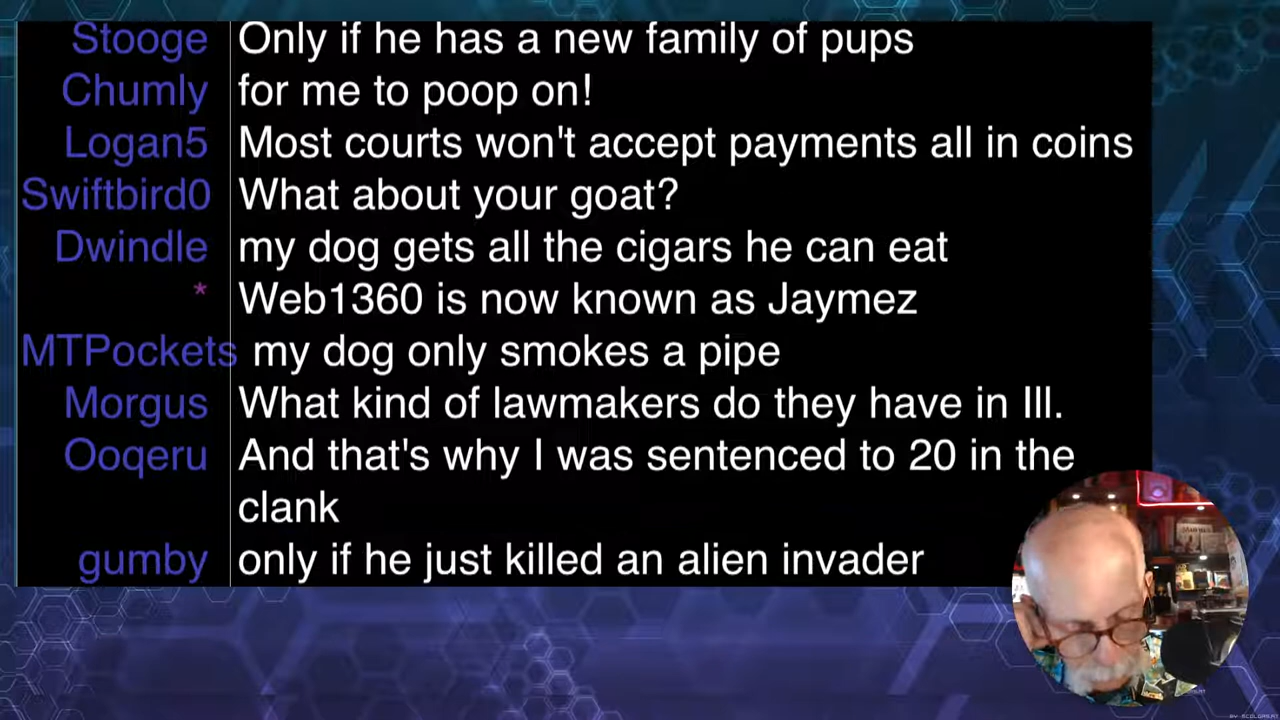 Stooge Only if he has a new family of pups
Chumly for me to poop on!
Logan5 Most courts won't accept payments all in coins
Swiftbird0 What about your goat?
Dwindle my dog gets all the cigars he can eat
* Web1360 is now known as Jaymez
MTPockets my dog only smokes a pipe
Morgus What kind of lawmakers do they have in Ill.
Ooqeru And that's why I was sentenced to 20 in the
clank
gumby only if he just killed an alien invader